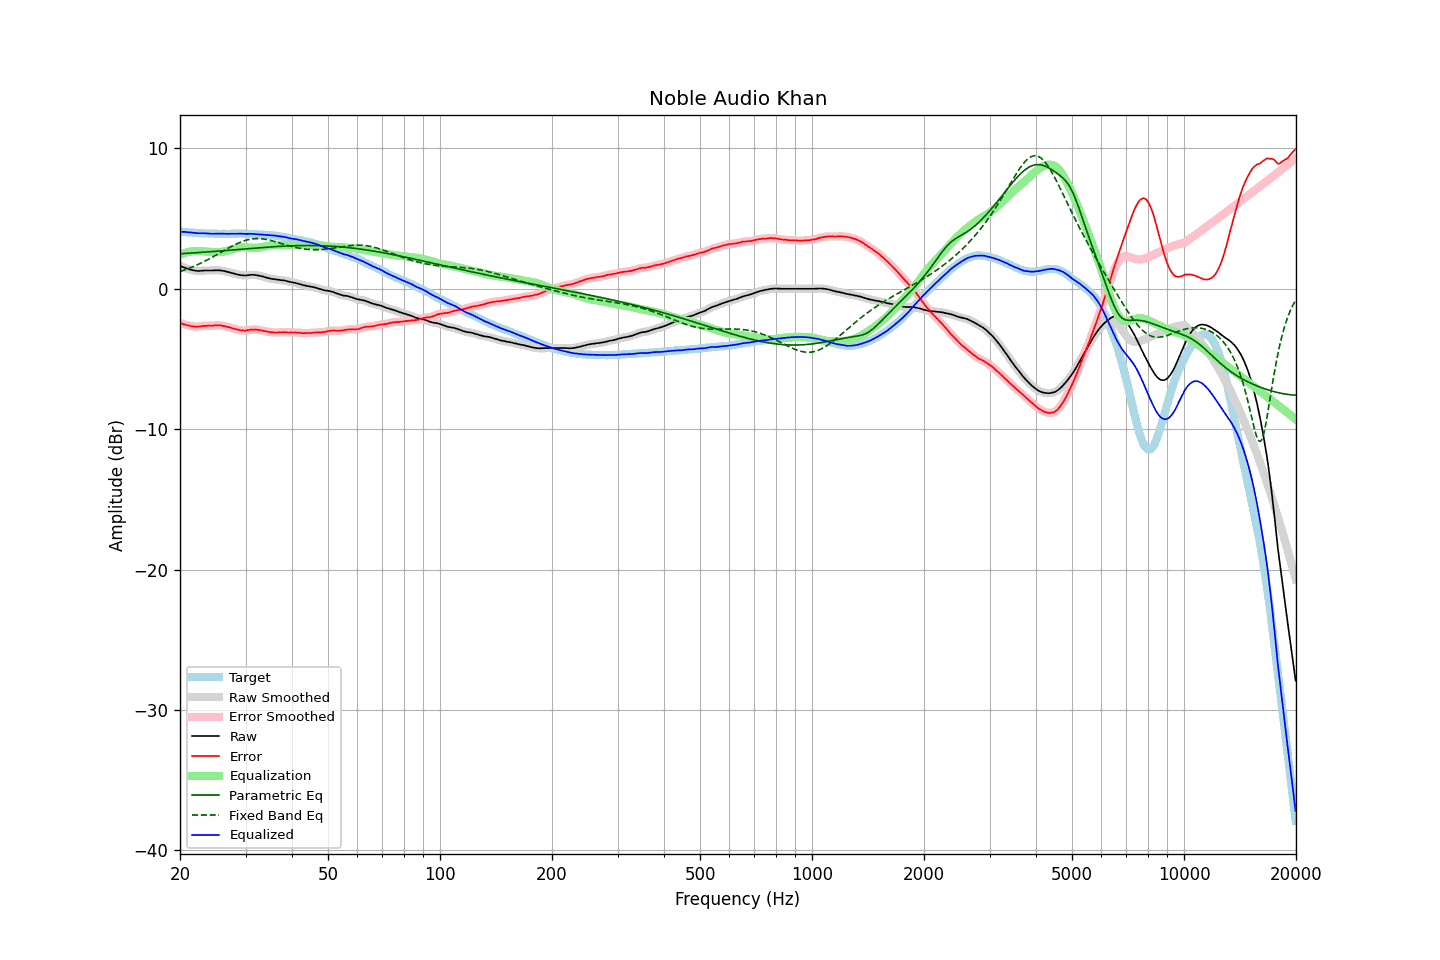 Noble Audio Khan
10
0
−10
−20
−30
−40
Amplitude (dBr)
Target
Raw Smoothed
Error Smoothed
Raw
Error
Equalization
Parametric Eq
Fixed Band Eq
Equalized
20 50 100 200 500 1000 2000 5000 10000 20000
Frequency (Hz)